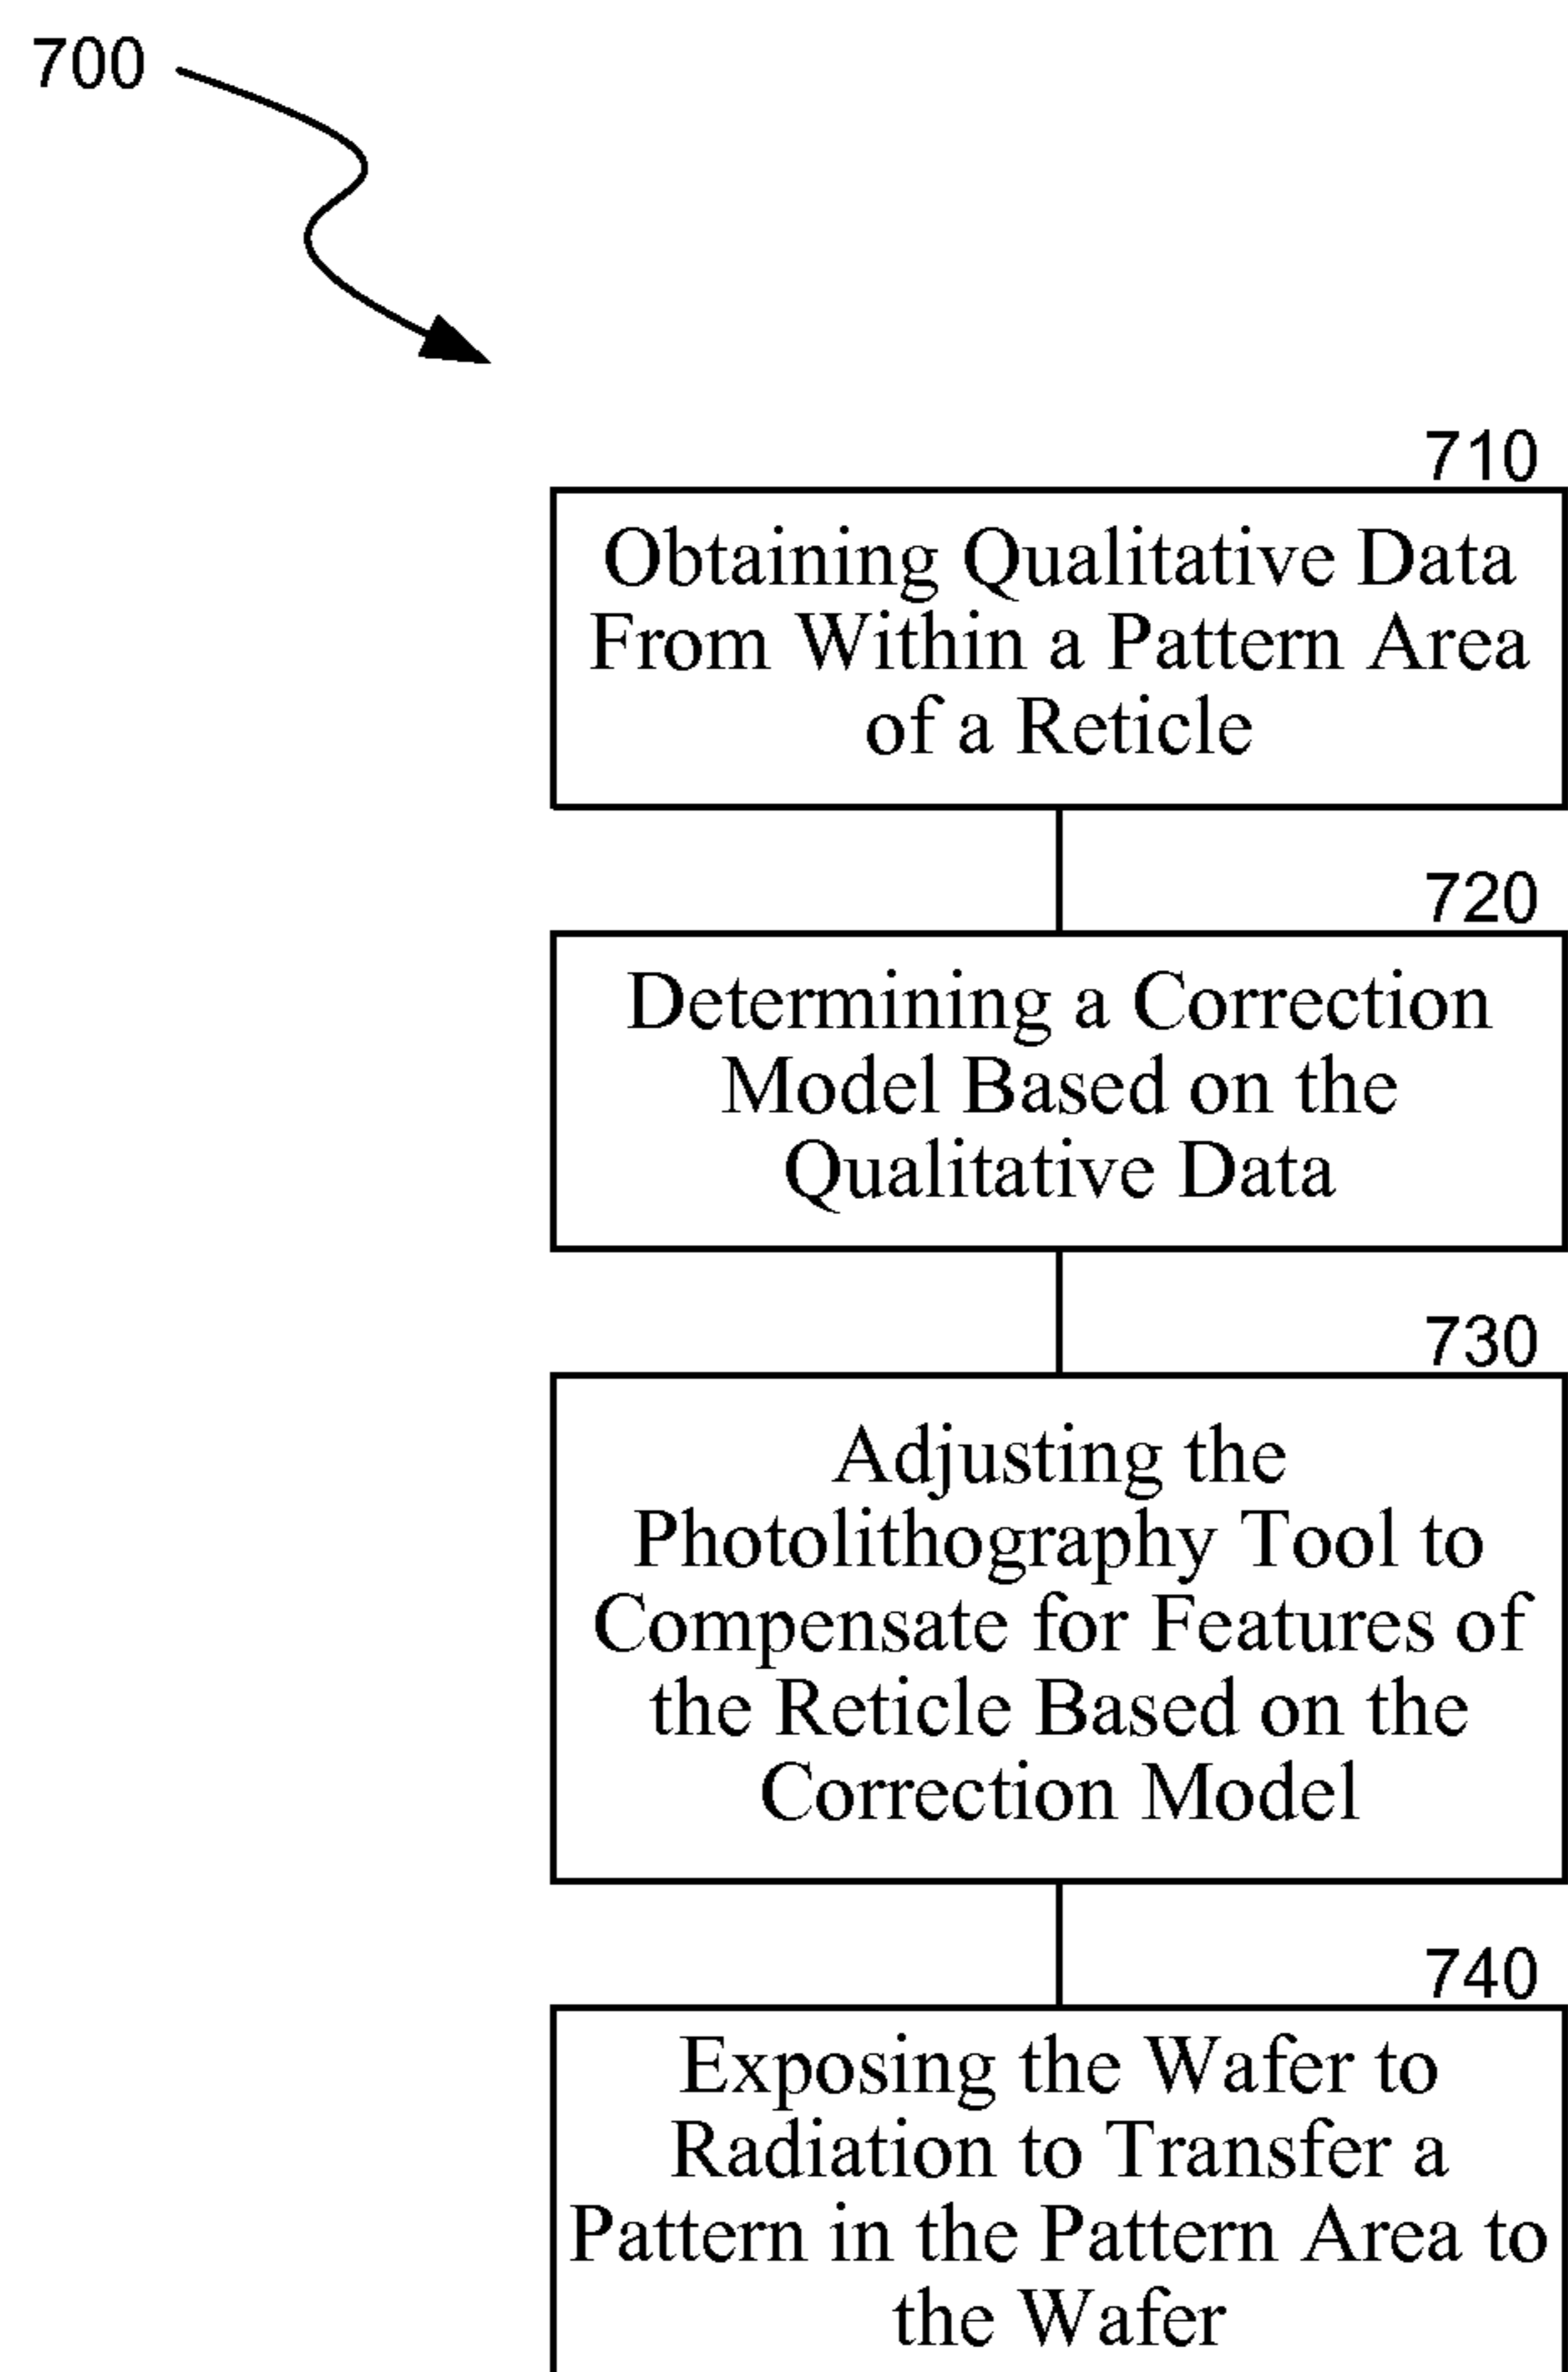 700
710
Obtaining Qualitative Data
From Within a Pattern Area
of a Reticle
720
Determining a Correction
Model Based on the
Qualitative Data
730
Adjusting the
Photolithography Tool to
Compensate for Features of
the Reticle Based on the
Correction Model
740
Exposing the Wafer to
Radiation to Transfer a
Pattern in the Pattern Area to
the Wafer